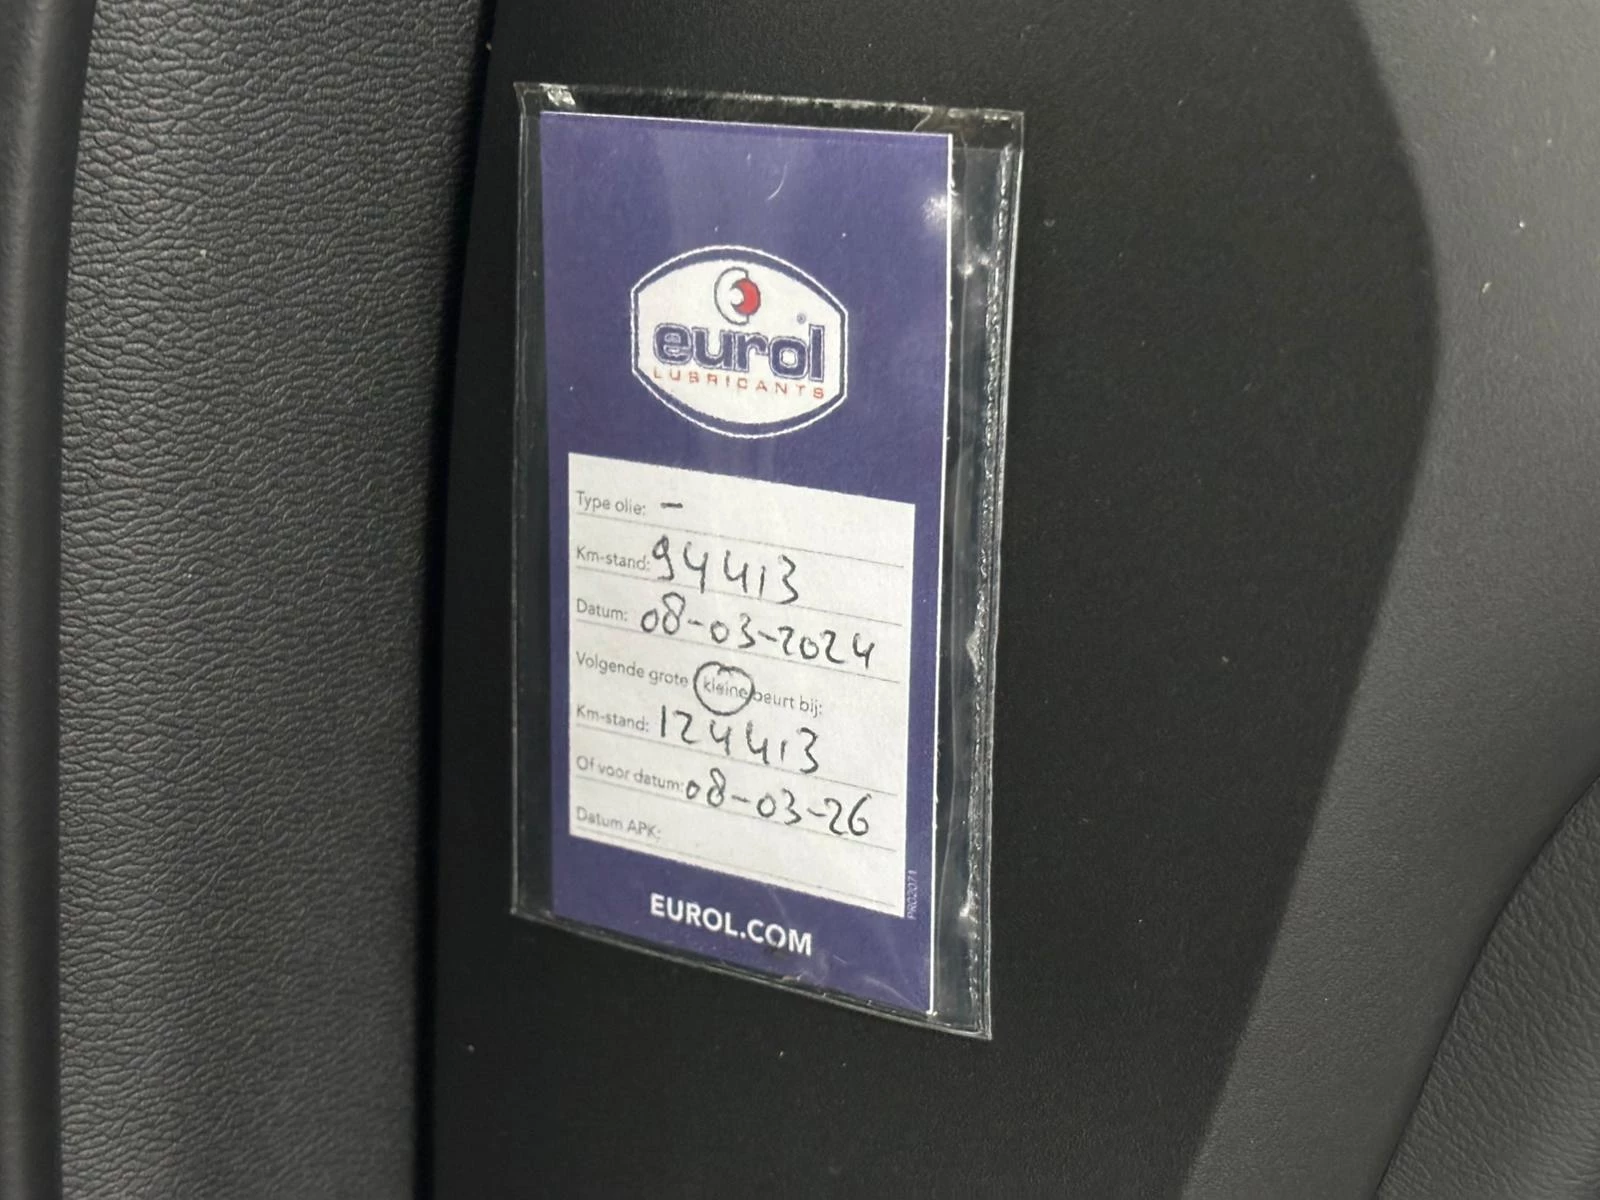 eurol®
LUBRICANTS
Type olie: -
Km-stand: 94413
Datum: 08-03-2024
Volgende grote kleine beurt bij:
Km-stand: 124413
Of voor datum: 08-03-26
Datum APK:
PR02071
EUROL.COM